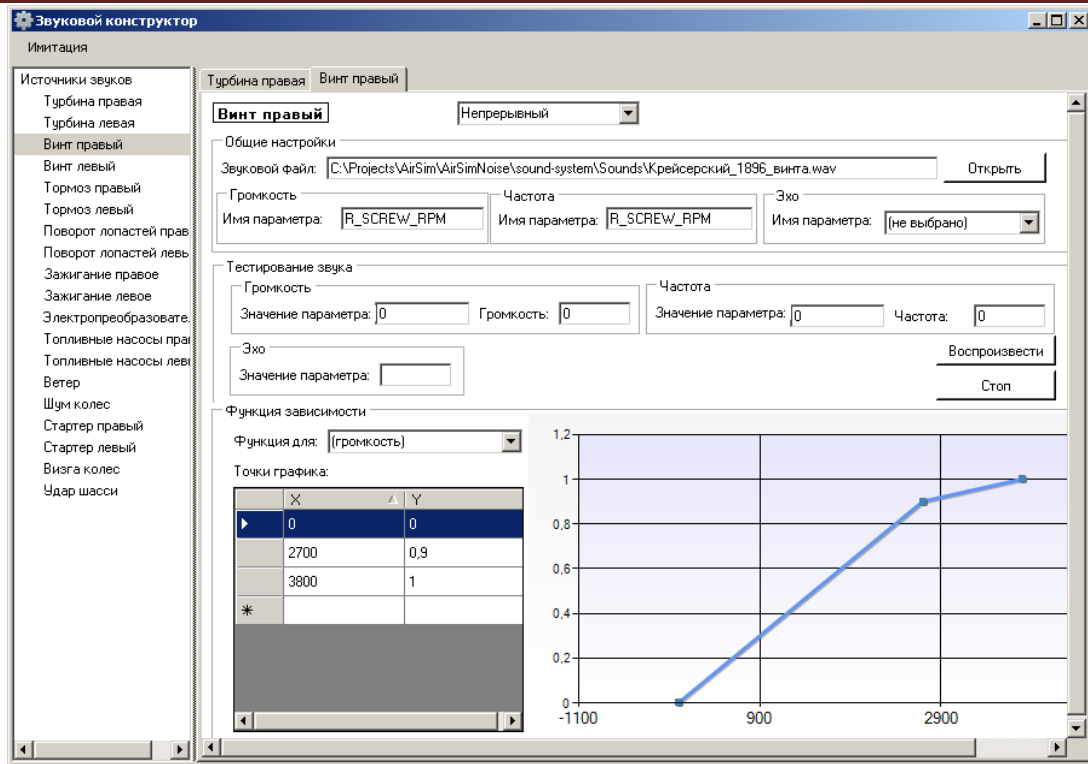 Звуковой конструктор
Имитация
Источники звуков
Турбина правая
Турбина левая
Винт правый
Винт левый
Тормоз правый
Тормоз левый
Поворот лопастей прав
Поворот лопастей левь
Зажигание правое
Зажигание левое
Электропреобразовате.
Топливные насосы пра
Топливные насосы лев
Ветер
Шум колес
Стартер правый
Стартер левый
Визга колес
Удар шасси
Турбина правая Винт правый
Винт правый Непрерывный
Общие настройки
Звуковой файл: C:\Projects\AirSim\AirSimNoise\sound-system\Sounds\Крейсерский_1896_винта.wav Открыть
Громкость Частота Эхо
Имя параметра: R_SCREW_RPM Имя параметра: R_SCREW_RPM Имя параметра: (не выбрано)
Тестирование звука
Громкость Частота
Значение параметра: 0 Громкость: 0 Значение параметра: 0 Частота: 0
Эхо
Воспроизвести
Значение параметра:
Стоп
Функция зависимости
Функция для: (громкость)
Точки графика:
X Y
0 0
2700 0,9
3800 1
1,2
1
0,8
0,6
0,4
0,2
0
-1100 900 2900